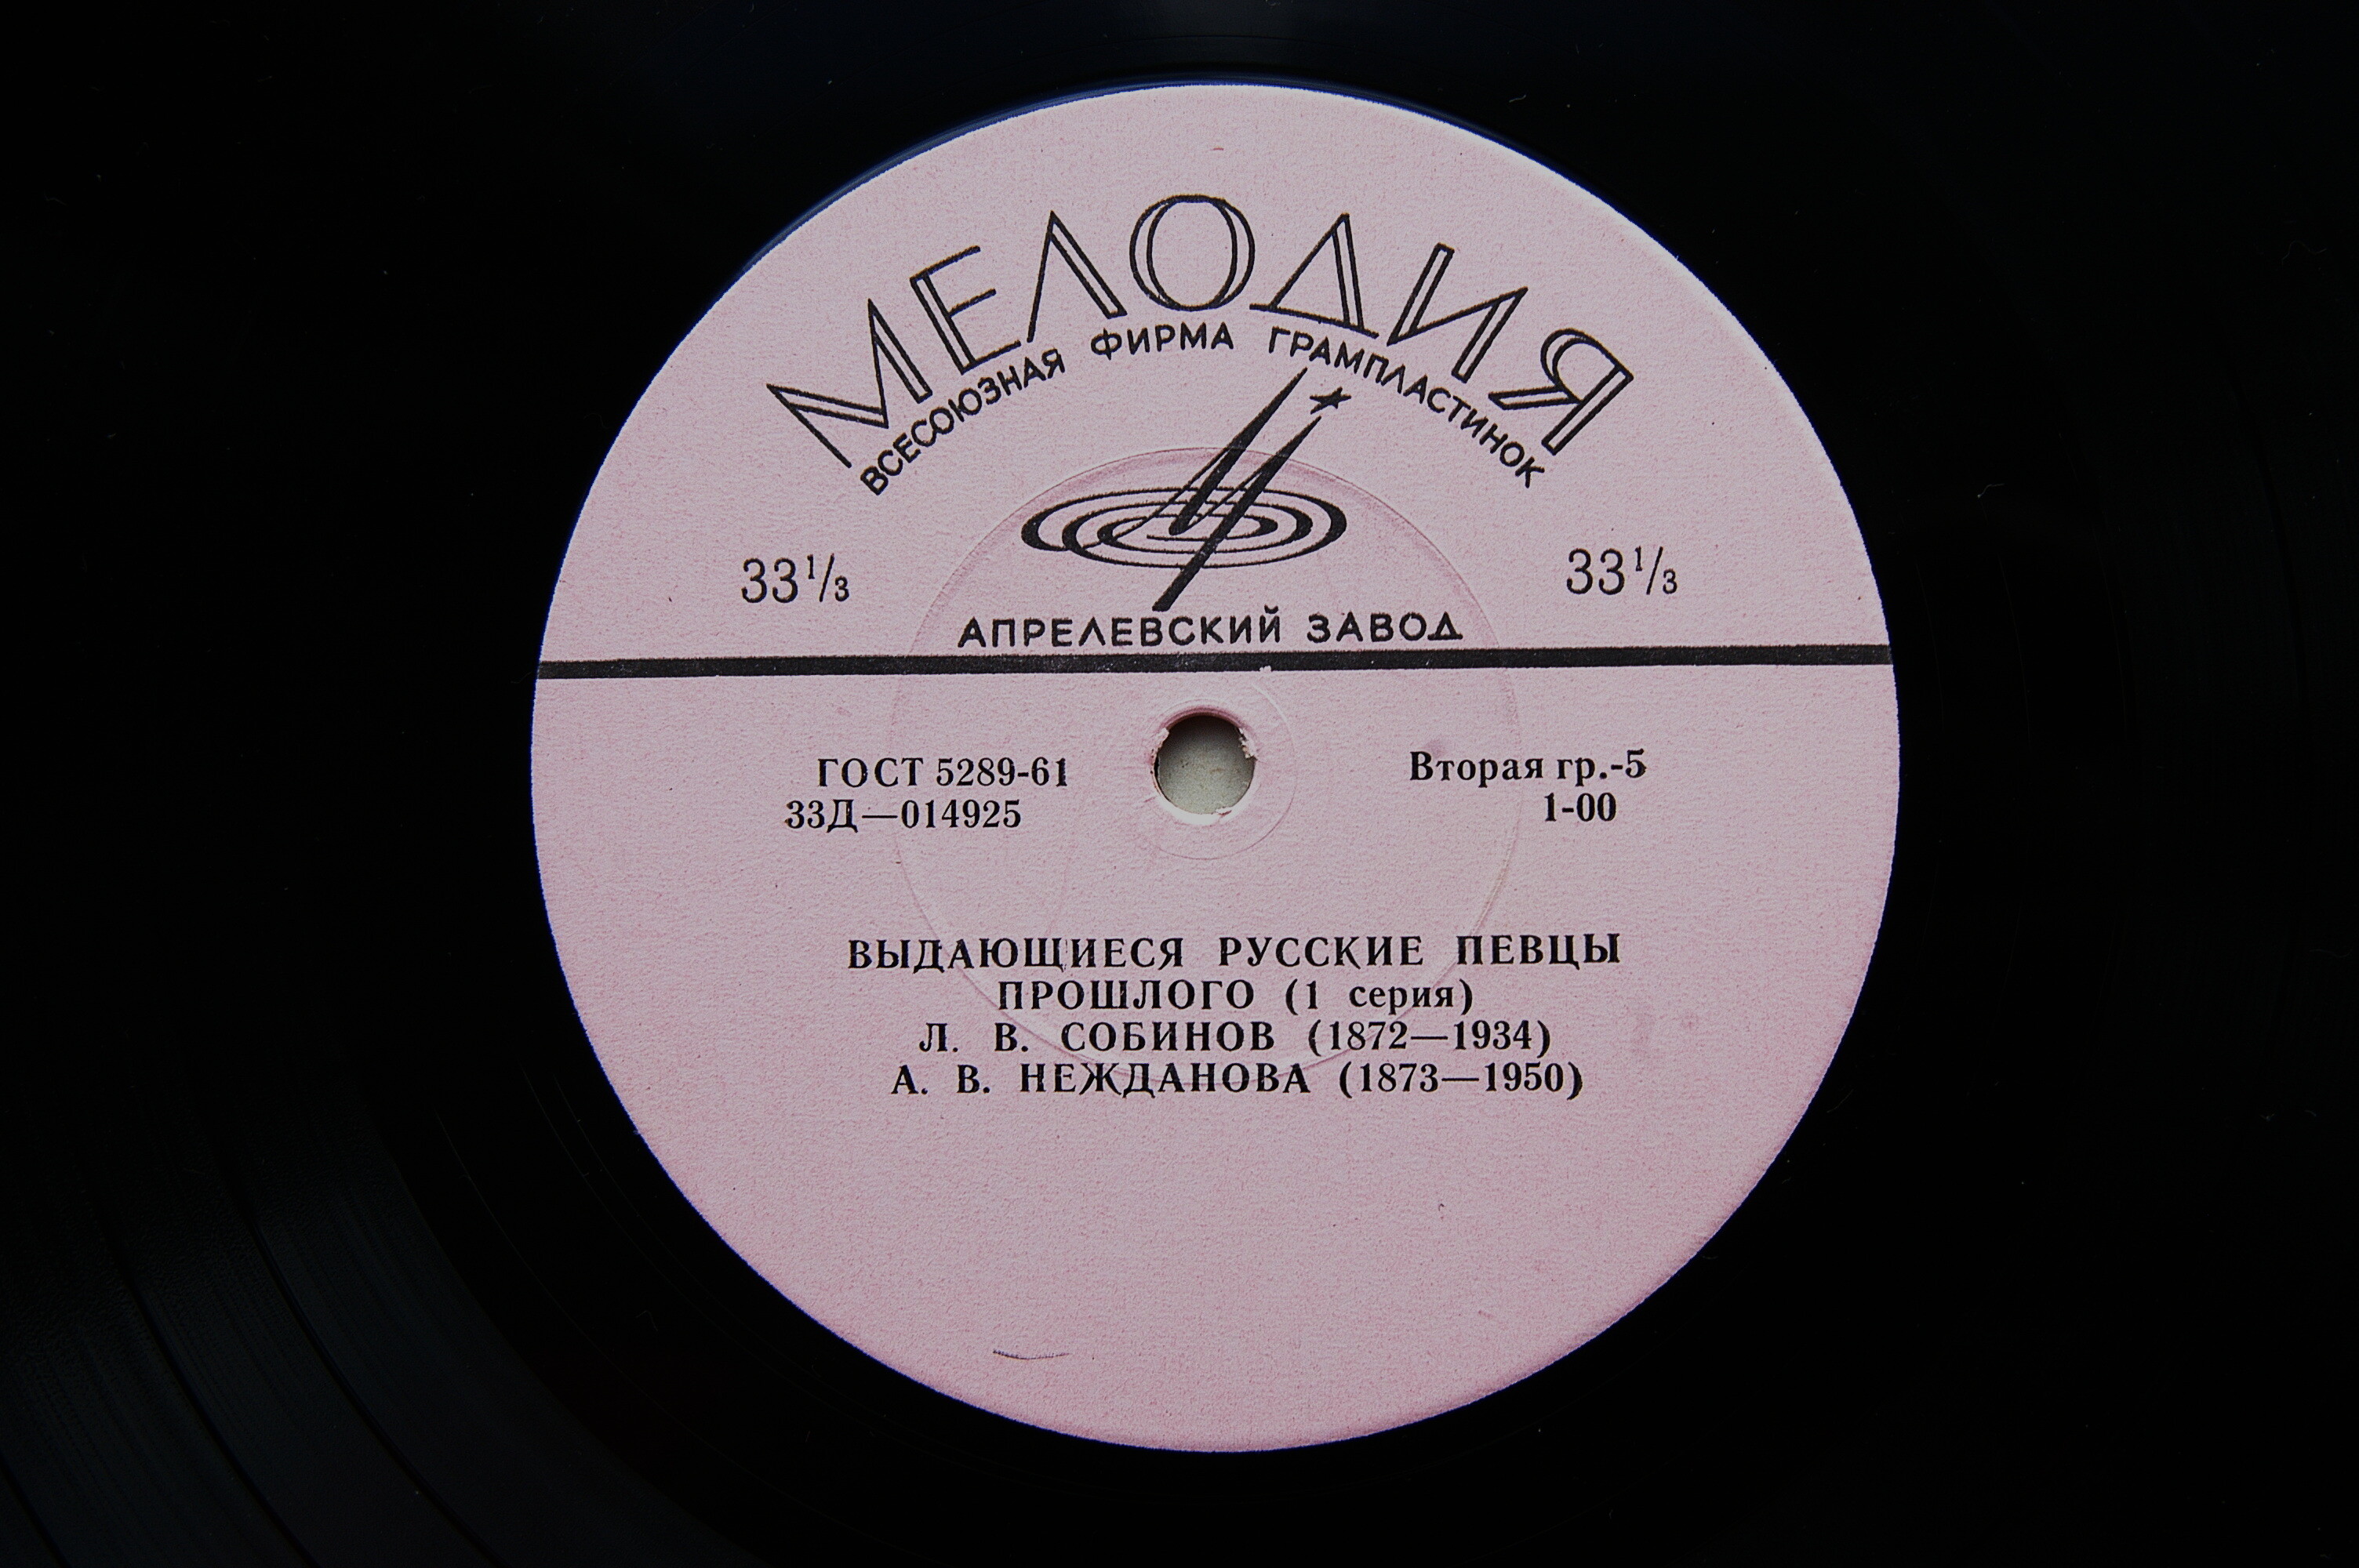 МЕЛОДИЯ
ВСЕСОЮЗНАЯ ФИРМА ГРАМПЛАСТИНОК
33⅓ 33⅓
АПРЕЛЕВСКИЙ ЗАВОД
ГОСТ 5289-61 Вторая гр.-5
33Д—014925 1-00
ВЫДАЮЩИЕСЯ РУССКИЕ ПЕВЦЫ
ПРОШЛОГО (1 серия)
Л. В. СОБИНОВ (1872—1934)
А. В. НЕЖДАНОВА (1873—1950)